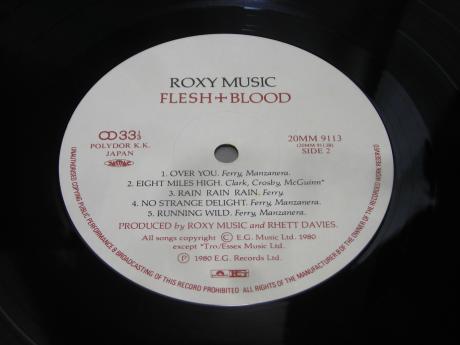 ROXY MUSIC
FLESH+BLOOD
33⅓
POLYDOR K.K.
JAPAN
20MM 9113
(20MM 9113B)
SIDE 2
1. OVER YOU. Ferry, Manzanera.
2. EIGHT MILES HIGH. Clark, Crosby, McGuinn*
3. RAIN RAIN RAIN. Ferry.
4. NO STRANGE DELIGHT. Ferry, Manzanera.
5. RUNNING WILD. Ferry, Manzanera.
PRODUCED by ROXY MUSIC and RHETT DAVIES.
All songs copyright Ⓒ E.G. Music Ltd. 1980
except *Tro/Essex Music Ltd.
Ⓟ 1980 E.G. Records Ltd.
UNAUTHORISED COPYING PUBLIC PERFORMANCE & BROADCASTING OF THIS RECORD PROHIBITED ALL RIGHTS OF THE MANUFACTURER & OF THE OWNER OF THE RECORDED WORK RESERVED